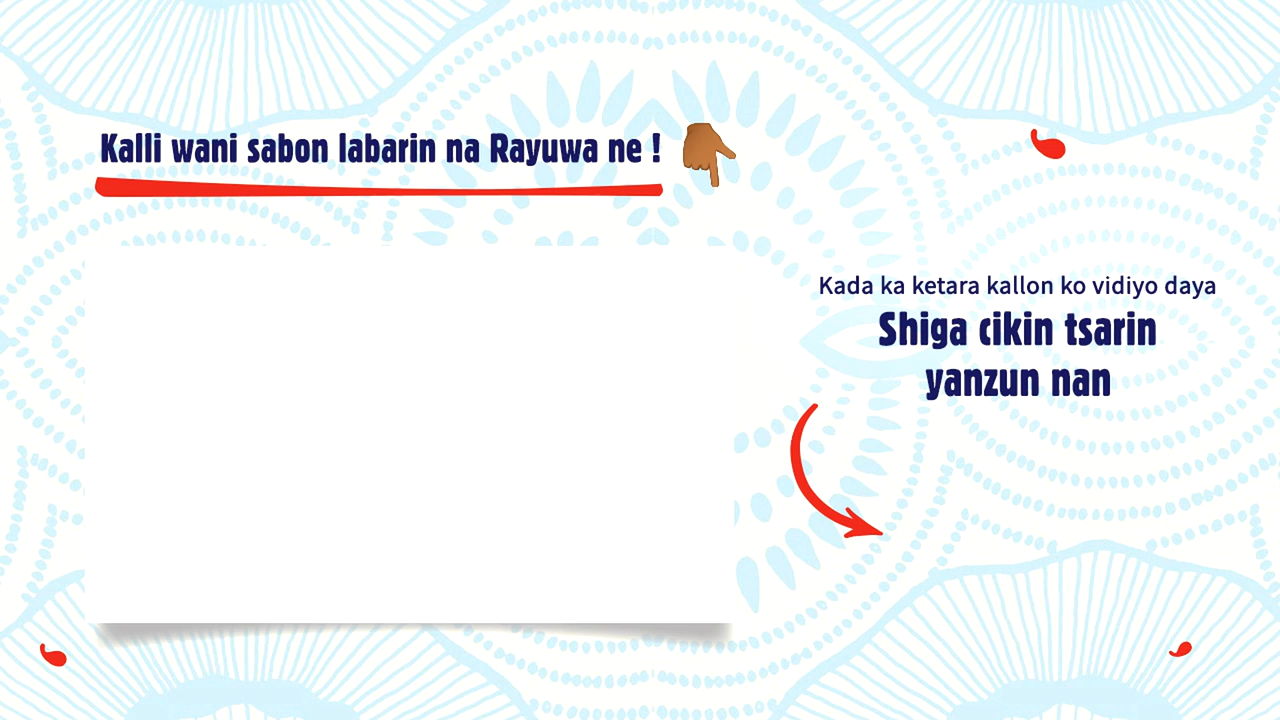 Kalli wani sabon labarin na Rayuwa ne !
Kada ka ketara kallon ko vidiyo daya
Shiga cikin tsarin
yanzun nan